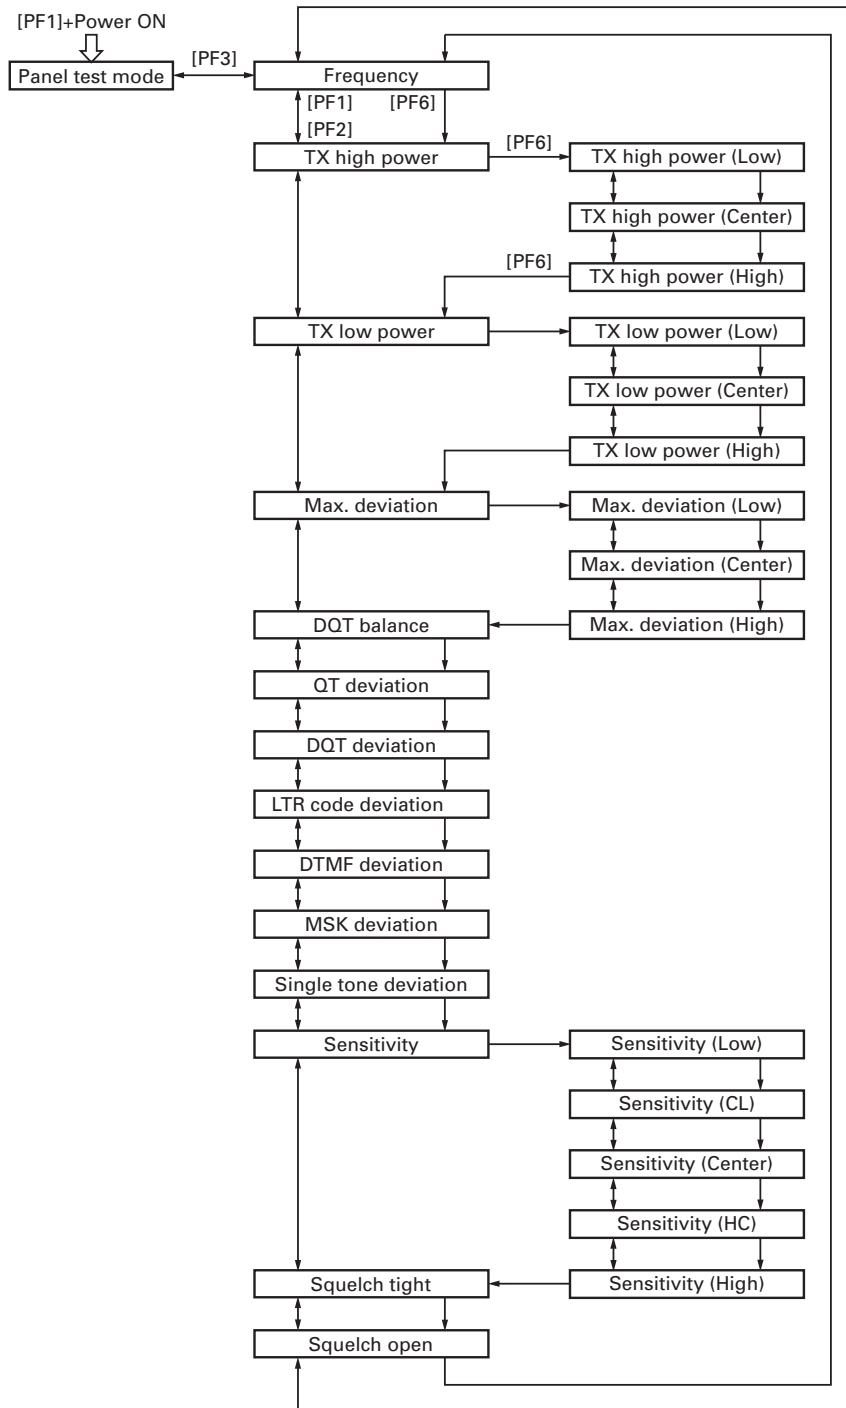 [PF1]+Power ON
Panel test mode
[PF3]
Frequency
[PF1]
[PF6]
[PF2]
TX high power
[PF6]
TX high power (Low)
TX high power (Center)
[PF6]
TX high power (High)
TX low power
TX low power (Low)
TX low power (Center)
TX low power (High)
Max. deviation
Max. deviation (Low)
Max. deviation (Center)
DQT balance
Max. deviation (High)
QT deviation
DQT deviation
LTR code deviation
DTMF deviation
MSK deviation
Single tone deviation
Sensitivity
Sensitivity (Low)
Sensitivity (CL)
Sensitivity (Center)
Sensitivity (HC)
Squelch tight
Sensitivity (High)
Squelch open